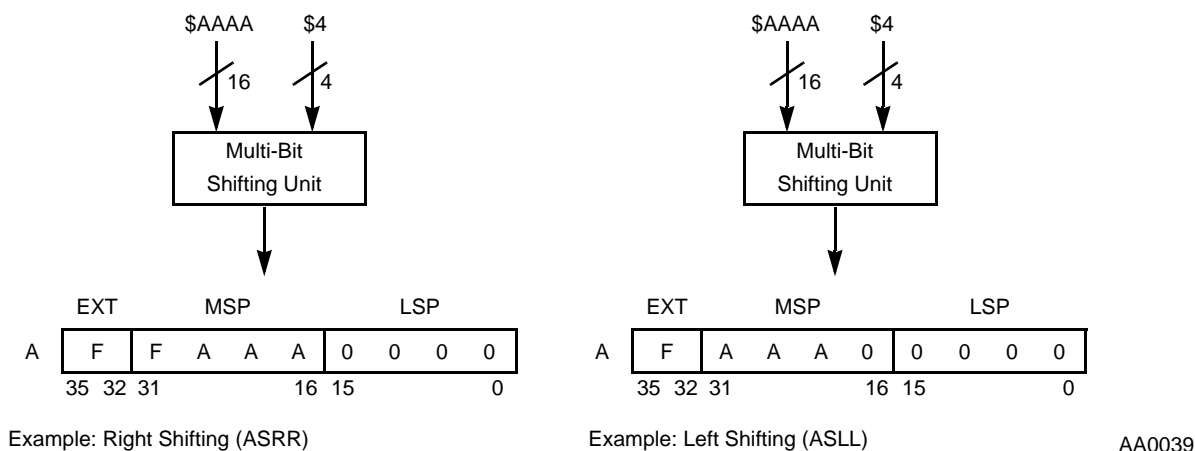 $AAAA $4
16 4
Multi-Bit
Shifting Unit
EXT MSP LSP
A F F A A A 0 0 0 0
35 32 31 16 15 0
Example: Right Shifting (ASRR)
$AAAA $4
16 4
Multi-Bit
Shifting Unit
EXT MSP LSP
A F A A A 0 0 0 0 0
35 32 31 16 15 0
Example: Left Shifting (ASLL)
AA0039